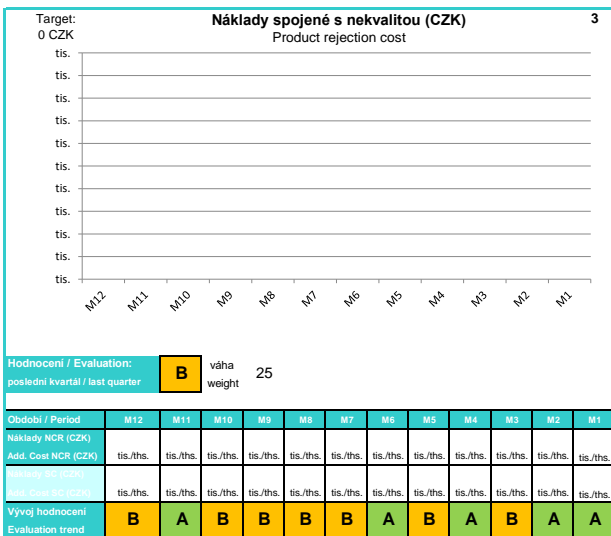 Target:
0 CZK
Náklady spojené s nekvalitou (CZK)
Product rejection cost
3
tis.
tis.
tis.
tis.
tis.
tis.
tis.
tis.
tis.
tis.
tis.
M12 M11 M10 M9 M8 M7 M6 M5 M4 M3 M2 M1
Hodnocení / Evaluation:
poslední kvartál / last quarter
B
váha
weight
25
Období / Period M12 M11 M10 M9 M8 M7 M6 M5 M4 M3 M2 M1
Náklady NCR (CZK)
Add. Cost NCR (CZK) tis./ths. tis./ths. tis./ths. tis./ths. tis./ths. tis./ths. tis./ths. tis./ths. tis./ths. tis./ths. tis./ths. tis./ths.
tis./ths. tis./ths. tis./ths. tis./ths. tis./ths. tis./ths. tis./ths. tis./ths. tis./ths. tis./ths. tis./ths. tis./ths.
Vývoj hodnocení
Evaluation trend
B A B B B B A B A B A A